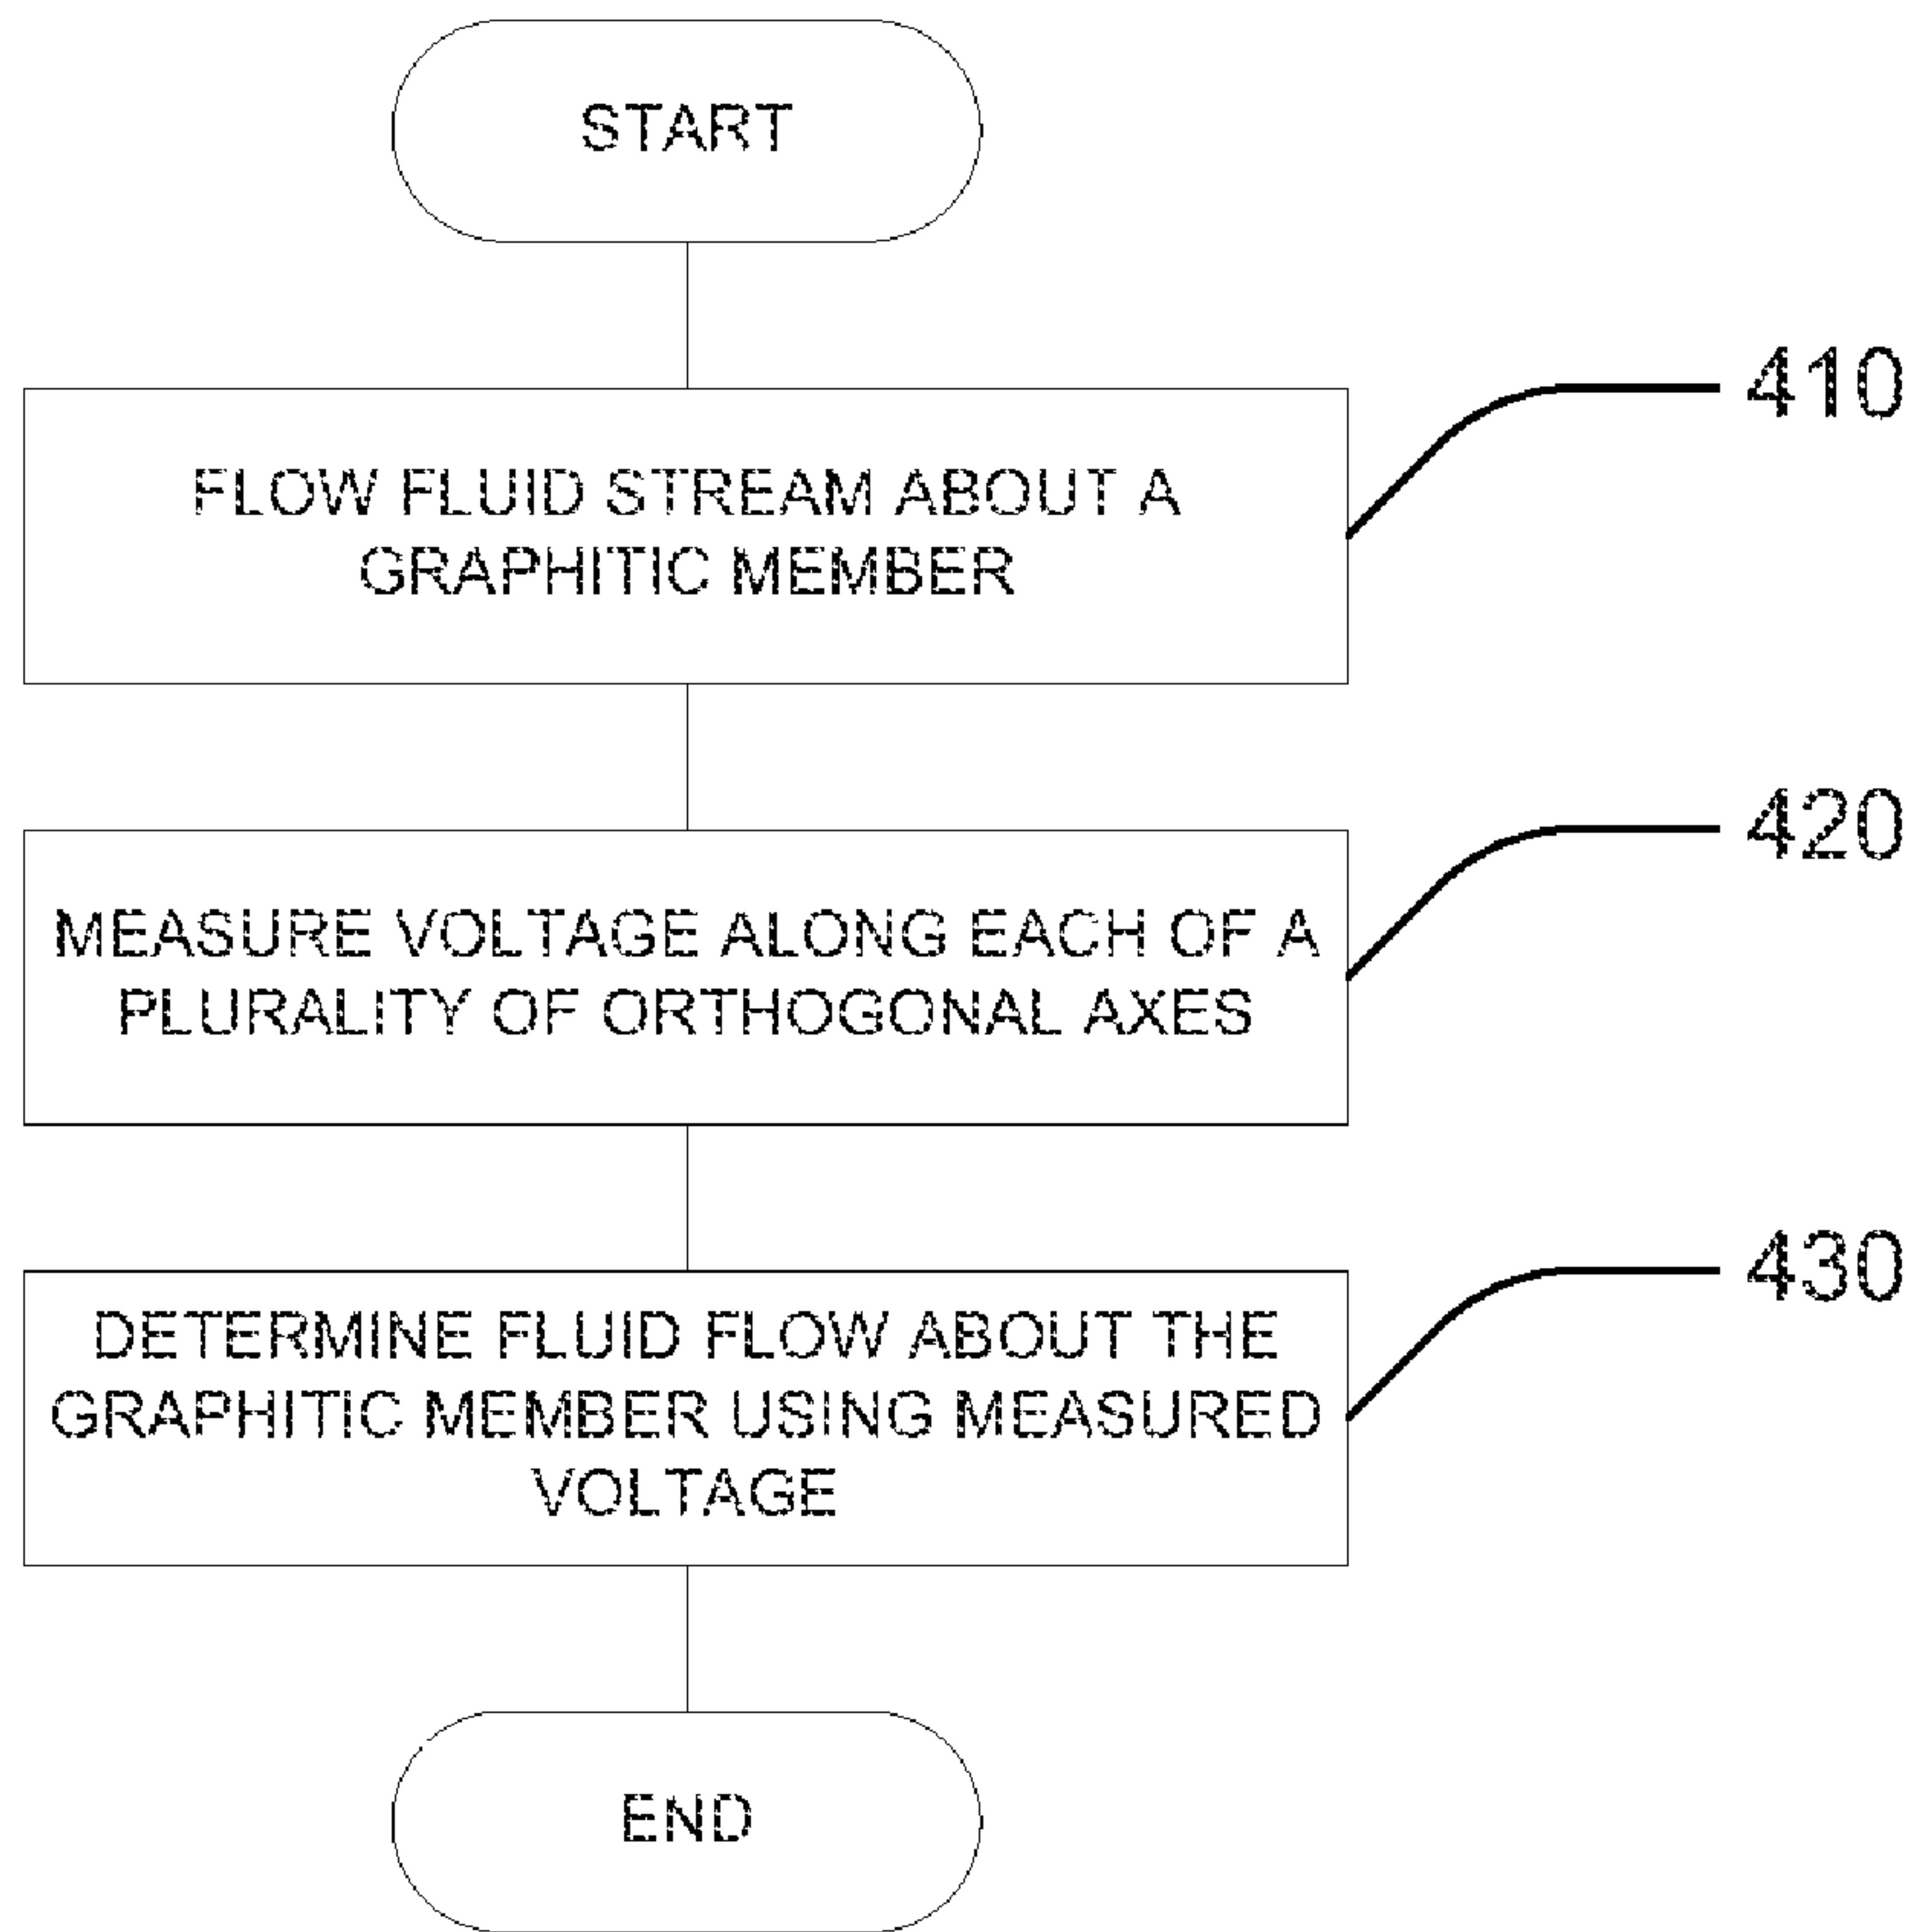 START
410
FLOW FLUID STREAM ABOUT A
GRAPHITIC MEMBER
420
MEASURE VOLTAGE ALONG EACH OF A
PLURALITY OF ORTHOGONAL AXES
430
DETERMINE FLUID FLOW ABOUT THE
GRAPHITIC MEMBER USING MEASURED
VOLTAGE
END